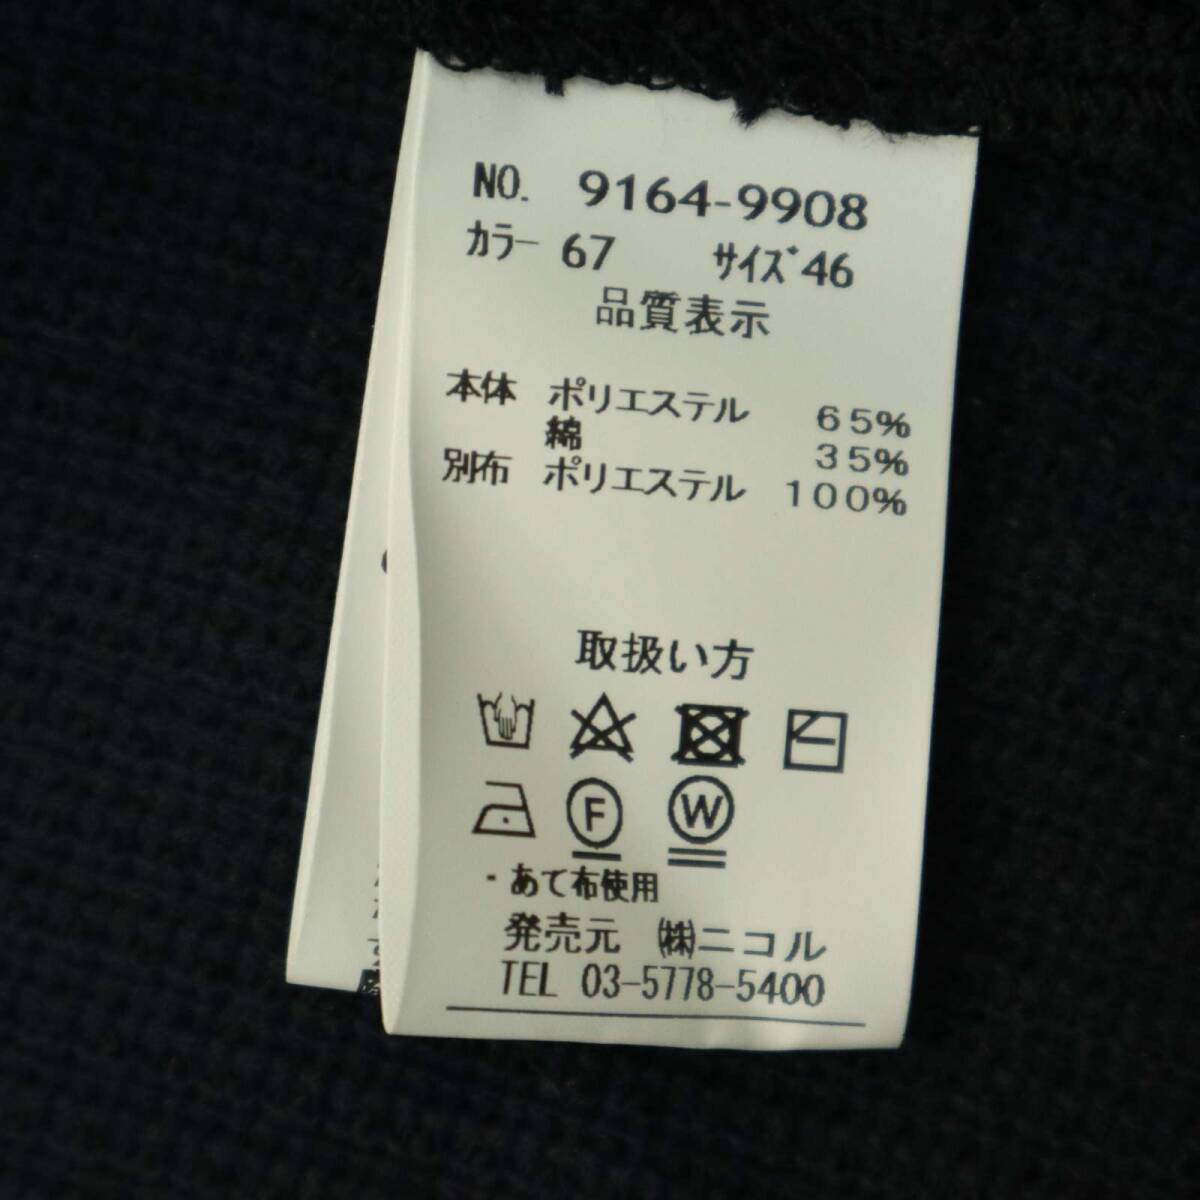 NO. 9164-9908
カラー 67 サイズ 46
品質表示
本体 ポリエステル 65%
綿 35%
別布 ポリエステル 100%
取扱い方
F W
・あて布使用
発売元 ㈱ニコル
TEL 03-5778-5400